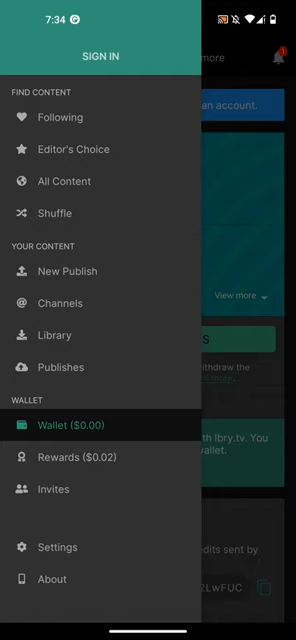 7:34
SIGN IN
more
1
FIND CONTENT
an account.
Following
Editor's Choice
All Content
Shuffle
YOUR CONTENT
New Publish
View more
Channels
Library
S
Publishes
withdraw the
WALLET
Wallet ($0.00)
th lbry.tv. You
Rewards ($0.02)
wallet.
Invites
Settings
edits sent by
About
2LwFUC